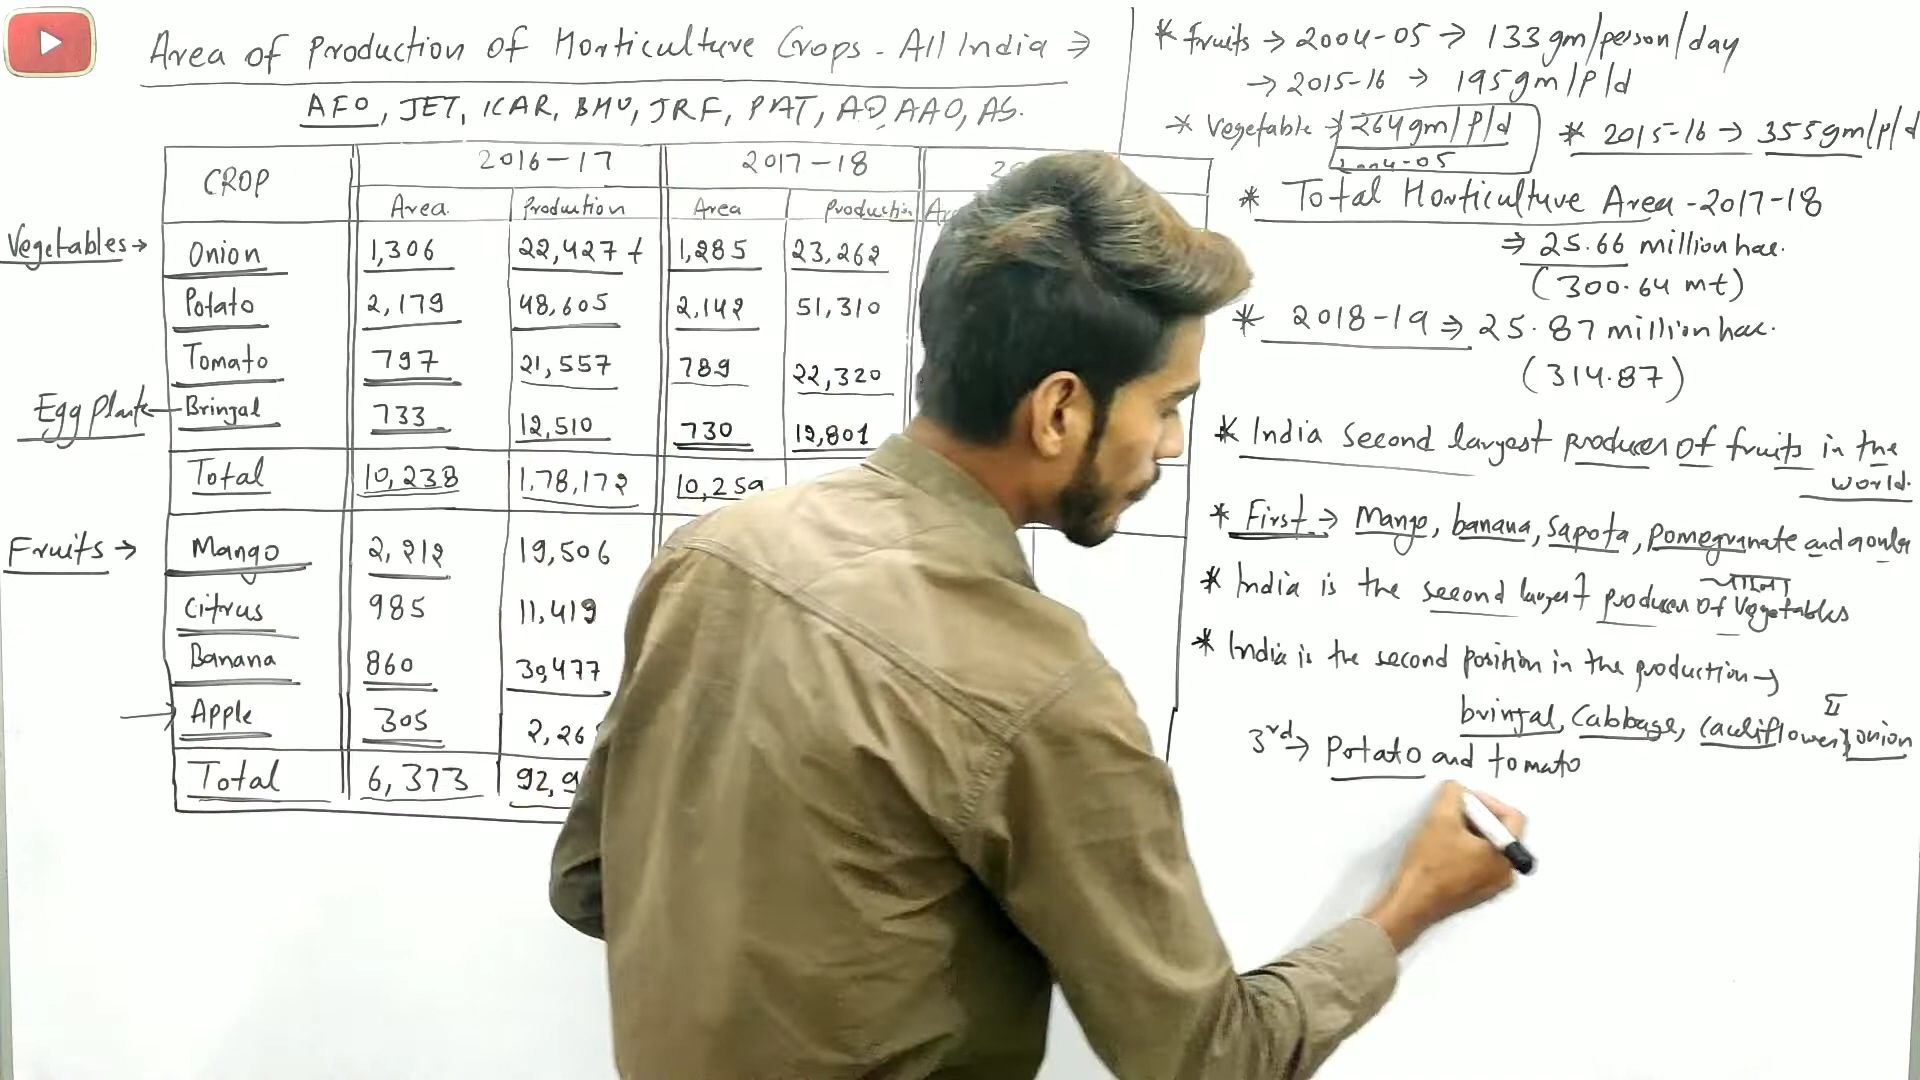 Area of Production of Horticulture Crops - All India ⇒
AFO, JET, ICAR, BHU, JRF, PAT, AO, AAO, AS.
CROP 2016-17 2017-18
Area. Production Area Production
Vegetables → Onion 1,306 22,427 t 1,285 23,262
Potato 2,179 48,605 2,142 51,310
Tomato 797 21,557 789 22,320
Brinjal 733 12,510 730 12,801
Total 10,238 1,78,172 10,259
Fruits → Mango 2,212 19,506
Citrus 985 11,419
Banana 860 30,477
→ Apple 305
Total 6,373
* fruits → 2004-05 → 133 gm/person/day
→ 2015-16 → 195 gm/P/d
* Vegetable → 264 gm/P/d * 2015-16 → 355 gm/P/d
2004-05
* Total Horticulture Area - 2017-18
⇒ 25.66 million hac.
(300.64 mt)
* 2018-19 ⇒ 25.87 million hac.
(314.87)
* India Second largest producer of fruits in the
world.
* First → Mango, banana, Sapota, Pomegranate and
* India is the second largest producer of Vegetables
* India is the second position in the production →
II
brinjal, Cabbage, Cauliflower, onion
3rd → Potato and tomato